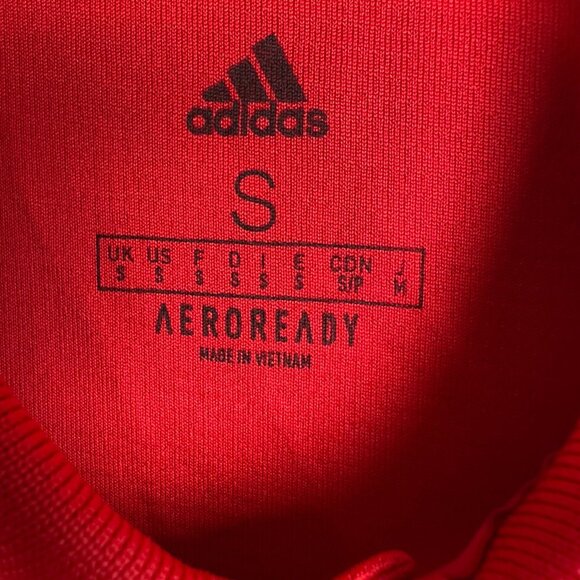 adidas
S
UK US F D I E CDN J
S S S S S S S/P M
AEROREADY
MADE IN VIETNAM